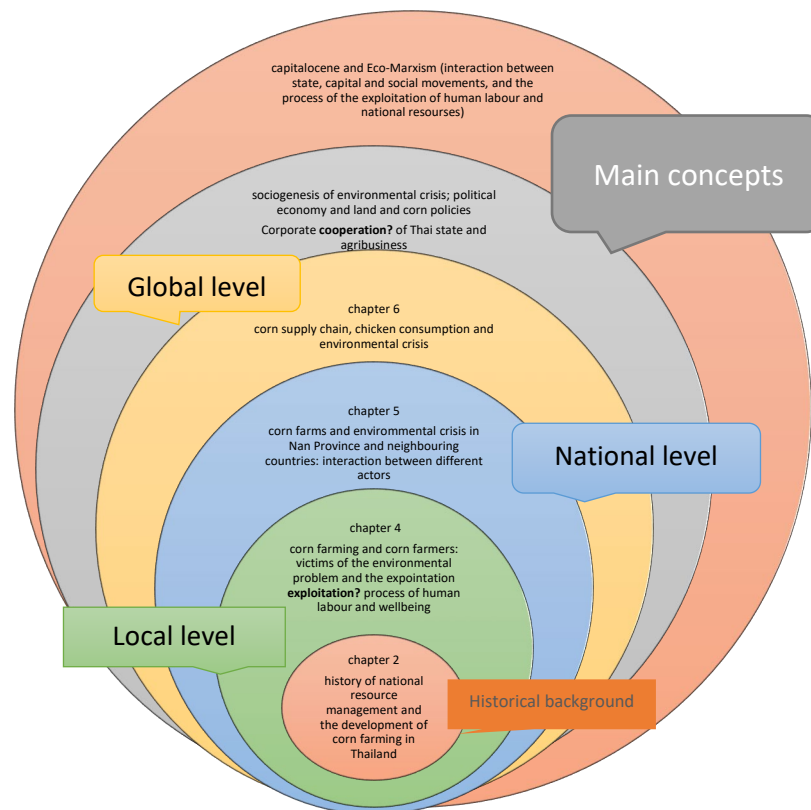 capitalocene and Eco-Marxism (interaction between
state, capital and social movements, and the
process of the exploitation of human labour and
national resourses)
Main concepts
sociogenesis of environmental crisis; political
economy and land and corn policies
Corporate cooperation? of Thai state and
agribusiness
Global level
chapter 6
corn supply chain, chicken consumption and
environmental crisis
chapter 5
corn farms and environmental crisis in
Nan Province and neighbouring
countries: interaction between different
actors
National level
chapter 4
corn farming and corn farmers:
victims of the environmental
problem and the expointation
exploitation? process of human
labour and wellbeing
Local level
chapter 2
history of national
resource
management and
the development of
corn farming in
Thailand
Historical background